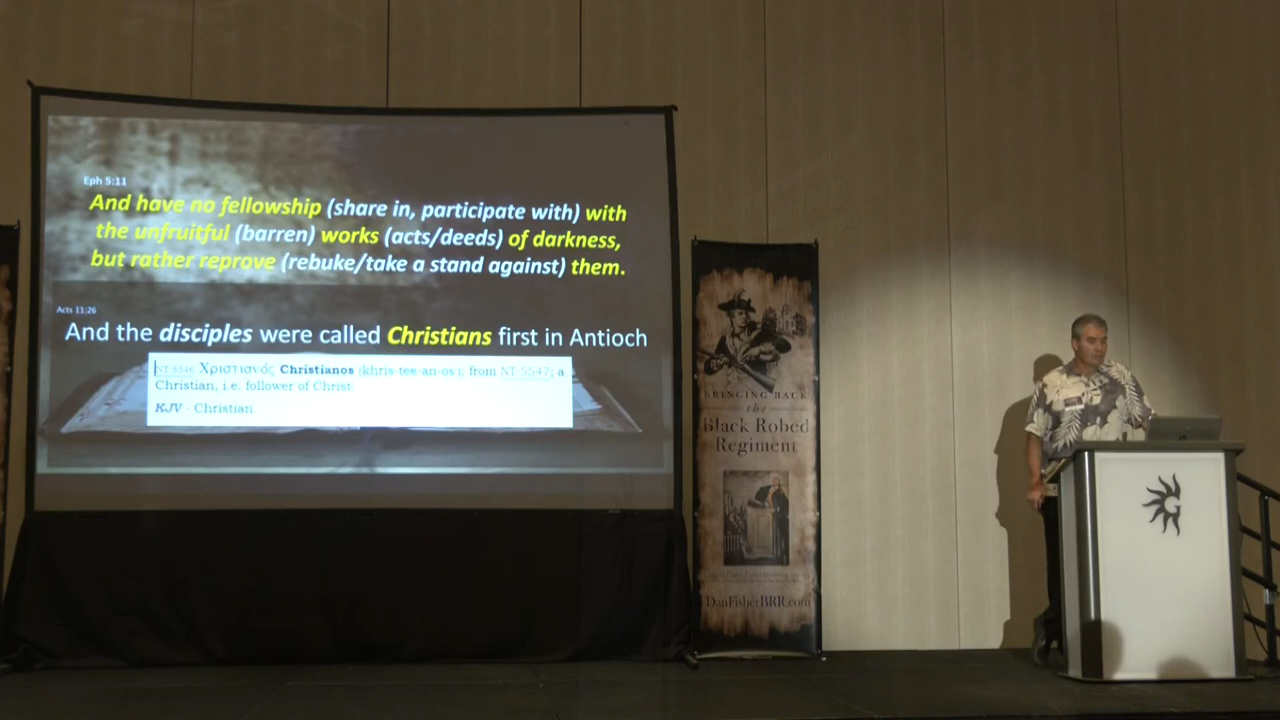 Eph 5:11
And have no fellowship (share in, participate with) with
the unfruitful (barren) works (acts/deeds) of darkness,
but rather reprove (rebuke/take a stand against) them.
Acts 11:26
And the disciples were called Christians first in Antioch
NT 5546 Χριστιανός Christianos (khris-tee-an-os'); from NT 5547; a
Christian, i.e. follower of Christ:
KJV - Christian.
BRINGING BACK
the
Black Robed
Regiment
DanFisherBRR.com